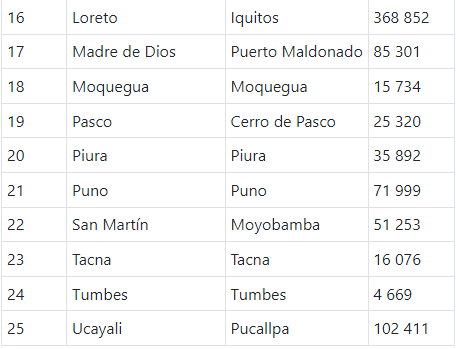 16 Loreto Iquitos 368 852
17 Madre de Dios Puerto Maldonado 85 301
18 Moquegua Moquegua 15 734
19 Pasco Cerro de Pasco 25 320
20 Piura Piura 35 892
21 Puno Puno 71 999
22 San Martín Moyobamba 51 253
23 Tacna Tacna 16 076
24 Tumbes Tumbes 4 669
25 Ucayali Pucallpa 102 411